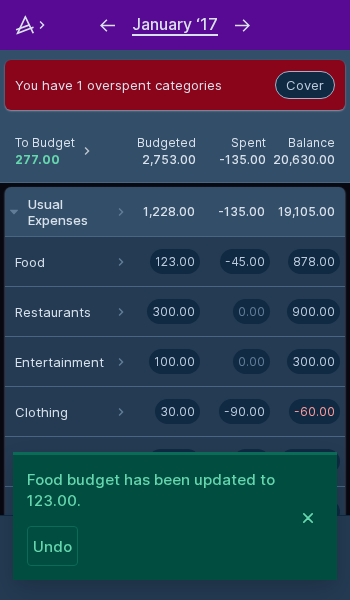 January ‘17
You have 1 overspent categories
Cover
To Budget
277.00
Budgeted
2,753.00
Spent
-135.00
Balance
20,630.00
Usual
Expenses
1,228.00 -135.00 19,105.00
Food 123.00 -45.00 878.00
Restaurants 300.00 0.00 900.00
Entertainment 100.00 0.00 300.00
Clothing 30.00 -90.00 -60.00
Food budget has been updated to
123.00.
Undo